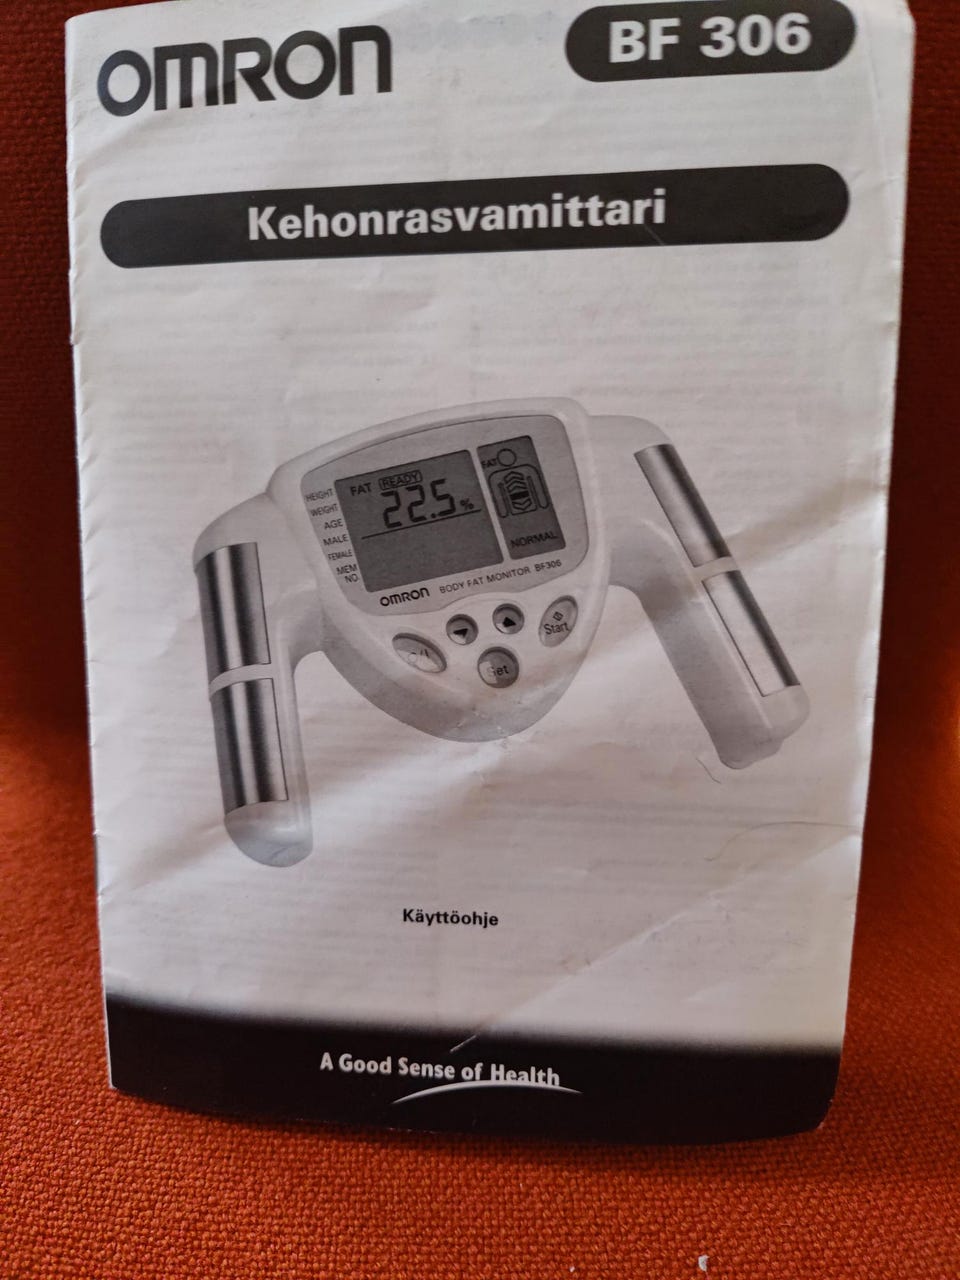 OMRON
BF 306
Kehonrasvamittari
HEIGHT
WEIGHT
AGE
MALE
FEMALE
MEM
NO.
FAT READY
22.5%
FAT
NORMAL
OMRON BODY FAT MONITOR BF306
Start
Set
Käyttöohje
A Good Sense of Health